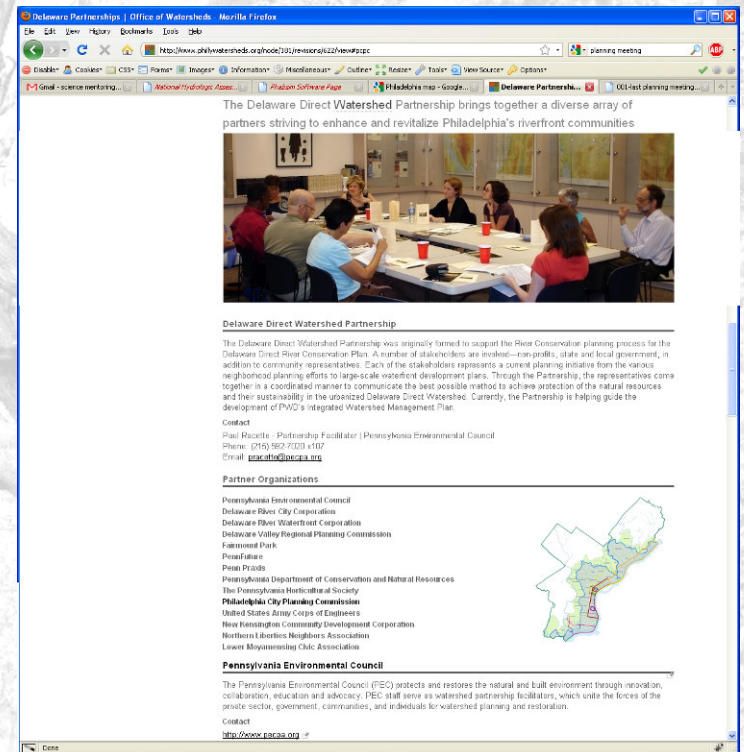 Delaware Partnerships | Office of Watersheds - Mozilla Firefox
File Edit View History Bookmarks Tools Help
http://www.phillywatersheds.org/node/101/revisions/622/view#pcpc
planning meeting
ABP
Disable Cookies CSS Forms Images Information Miscellaneous Outline Resize Tools View Source Options
Gmail - science mentoring... National Hydrologic Asses... Phabsim Software Page Philadelphia map - Google... Delaware Partnershi... 001-last planning meeting...
The Delaware Direct Watershed Partnership brings together a diverse array of
partners striving to enhance and revitalize Philadelphia's riverfront communities
Delaware Direct Watershed Partnership
The Delaware Direct Watershed Partnership was originally formed to support the River Conservation planning process for the
Delaware Direct River Conservation Plan. A number of stakeholders are involved—non-profits, state and local government, in
addition to community representatives. Each of the stakeholders represents a current planning initiative from the various
neighborhood planning efforts to large-scale waterfront development plans. Through the Partnership, the representatives come
together in a coordinated manner to communicate the best possible method to achieve protection of the natural resources
and their sustainability in the urbanized Delaware Direct Watershed. Currently, the Partnership is helping guide the
development of PWD's Integrated Watershed Management Plan.
Contact
Paul Racette - Partnership Facilitator | Pennsylvania Environmental Council
Phone: (215) 592-7020 x107
Email: pracette@pecpa.org
Partner Organizations
Pennsylvania Environmental Council
Delaware River City Corporation
Delaware River Waterfront Corporation
Delaware Valley Regional Planning Commission
Fairmount Park
PennFuture
Penn Praxis
Pennsylvania Department of Conservation and Natural Resources
The Pennsylvania Horticultural Society
Philadelphia City Planning Commission
United States Army Corps of Engineers
New Kensington Community Development Corporation
Northern Liberties Neighbors Association
Lower Moyamensing Civic Association
Pennsylvania Environmental Council
The Pennsylvania Environmental Council (PEC) protects and restores the natural and built environment through innovation,
collaboration, education and advocacy. PEC staff serve as watershed partnership facilitators, which unite the forces of the
private sector, government, communities, and individuals for watershed planning and restoration.
Contact
http://www.pecpa.org
Done